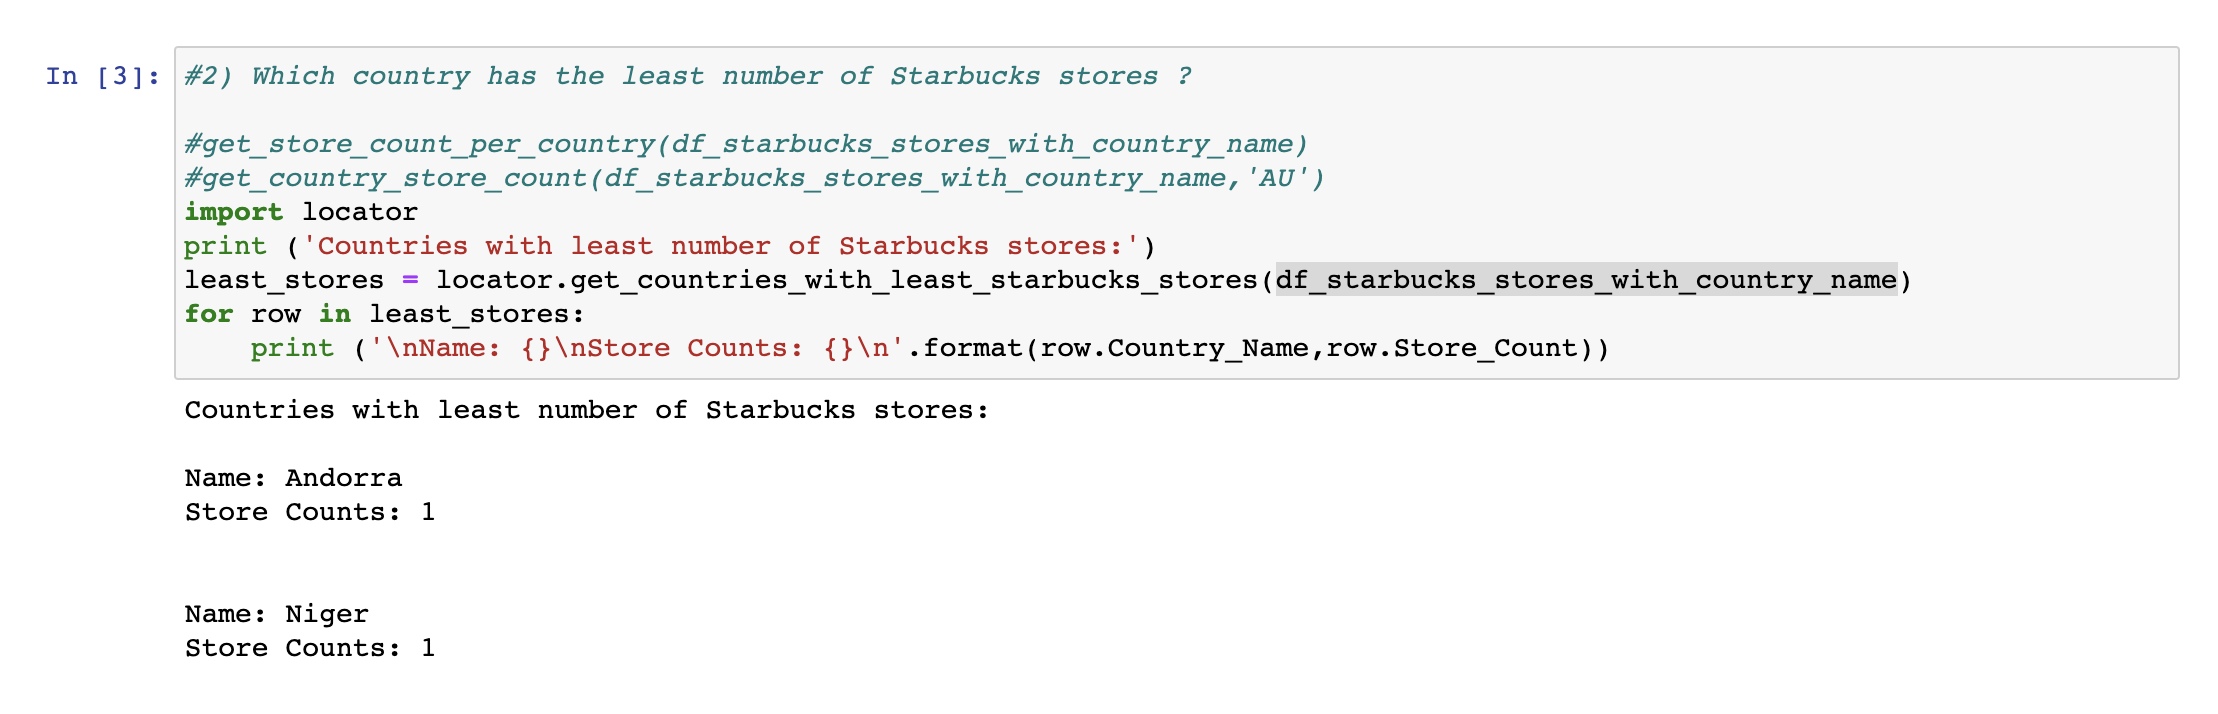 In [3]: #2) Which country has the least number of Starbucks stores ?
#get_store_count_per_country(df_starbucks_stores_with_country_name)
#get_country_store_count(df_starbucks_stores_with_country_name,'AU')
import locator
print ('Countries with least number of Starbucks stores:')
least_stores = locator.get_countries_with_least_starbucks_stores(df_starbucks_stores_with_country_name)
for row in least_stores:
    print ('\nName: {}\nStore Counts: {}\n'.format(row.Country_Name,row.Store_Count))
Countries with least number of Starbucks stores:
Name: Andorra
Store Counts: 1
Name: Niger
Store Counts: 1